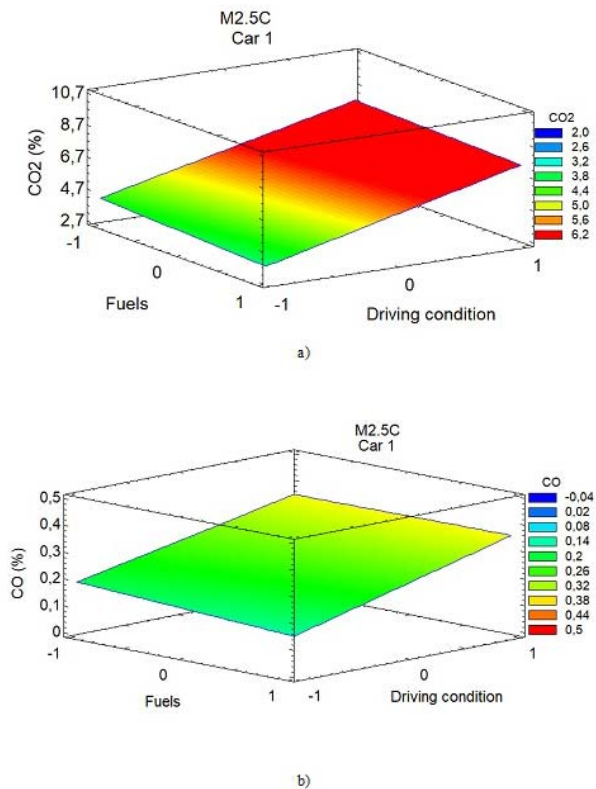 M2.5C
Car 1
10,7
8,7
6,7
4,7
2,7
CO2 (%)
-1
0
1
Fuels
-1
0
1
Driving condition
CO2
2.0
2,6
3,2
3,8
4,4
5,0
5,6
6,2
a)
M2.5C
Car 1
0,5
0,4
0,3
0,2
0,1
0
CO (%)
-1
0
1
Fuels
-1
0
1
Driving condition
CO
-0,04
0,02
0,08
0,14
0,2
0,26
0,32
0,38
0,44
0,5
b)